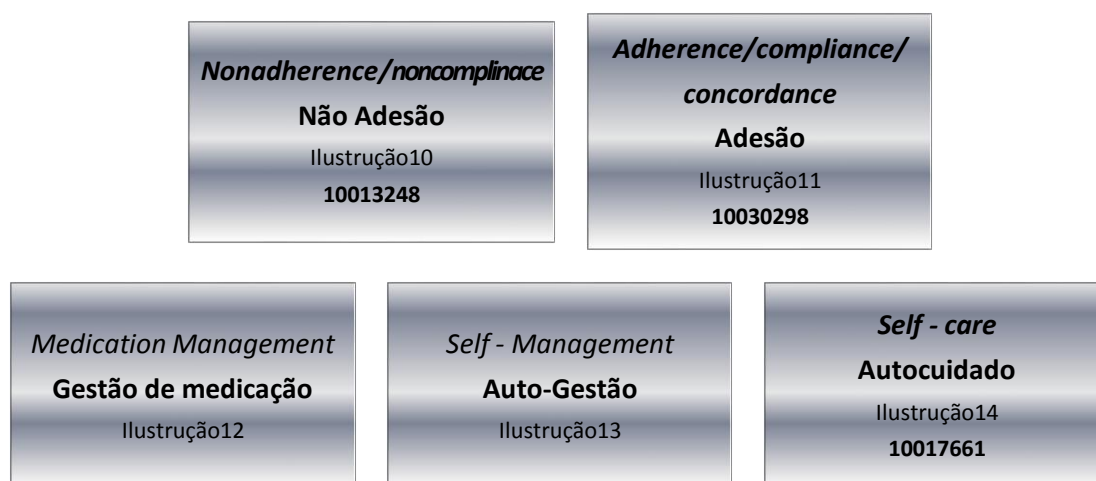 Nonadherence/noncomplinace
Não Adesão
Ilustração10
10013248
Adherence/compliance/
concordance
Adesão
Ilustração11
10030298
Medication Management
Gestão de medicação
Ilustração12
Self - Management
Auto-Gestão
Ilustração13
Self - care
Autocuidado
Ilustração14
10017661